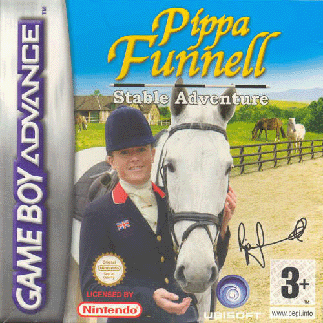 GAME BOY ADVANCE
Pippa
Funnell
Stable Adventure
LICENSED BY
Nintendo
UBISOFT
3+
www.pegi.info